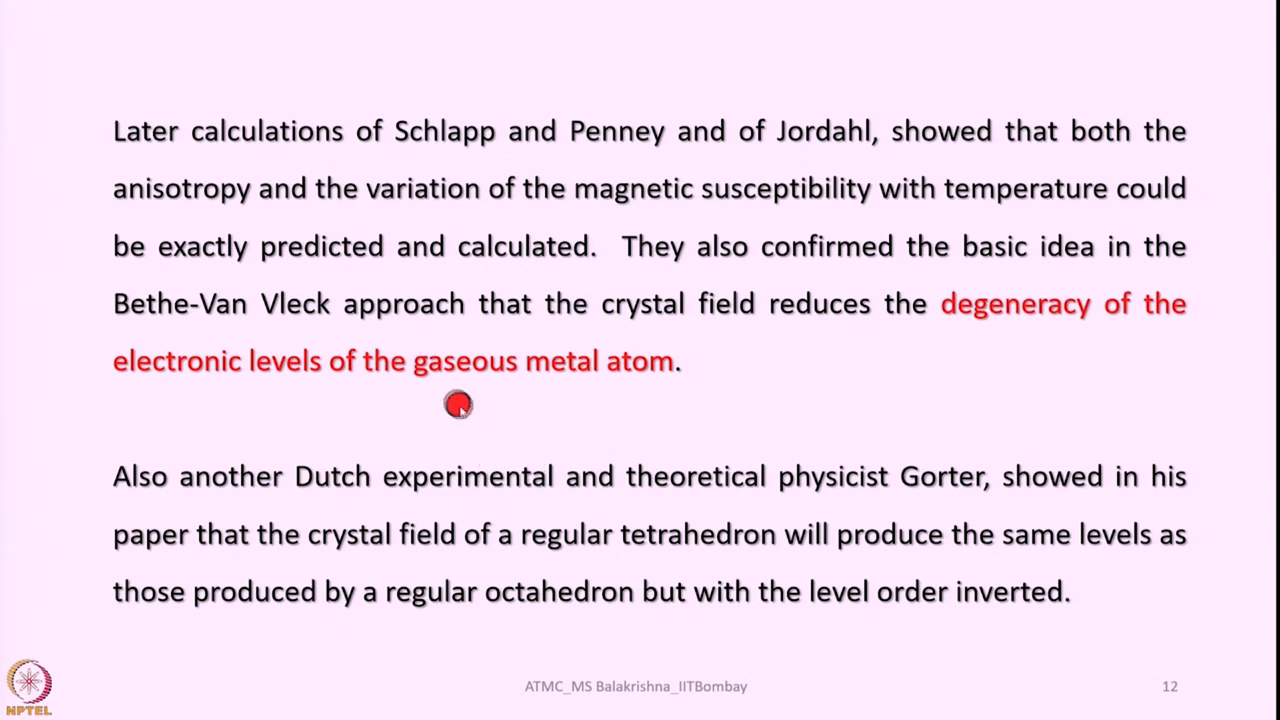 Later calculations of Schlapp and Penney and of Jordahl, showed that both the
anisotropy and the variation of the magnetic susceptibility with temperature could
be exactly predicted and calculated. They also confirmed the basic idea in the
Bethe-Van Vleck approach that the crystal field reduces the degeneracy of the
electronic levels of the gaseous metal atom.
Also another Dutch experimental and theoretical physicist Gorter, showed in his
paper that the crystal field of a regular tetrahedron will produce the same levels as
those produced by a regular octahedron but with the level order inverted.
NPTEL
ATMC_MS Balakrishna_IITBombay
12